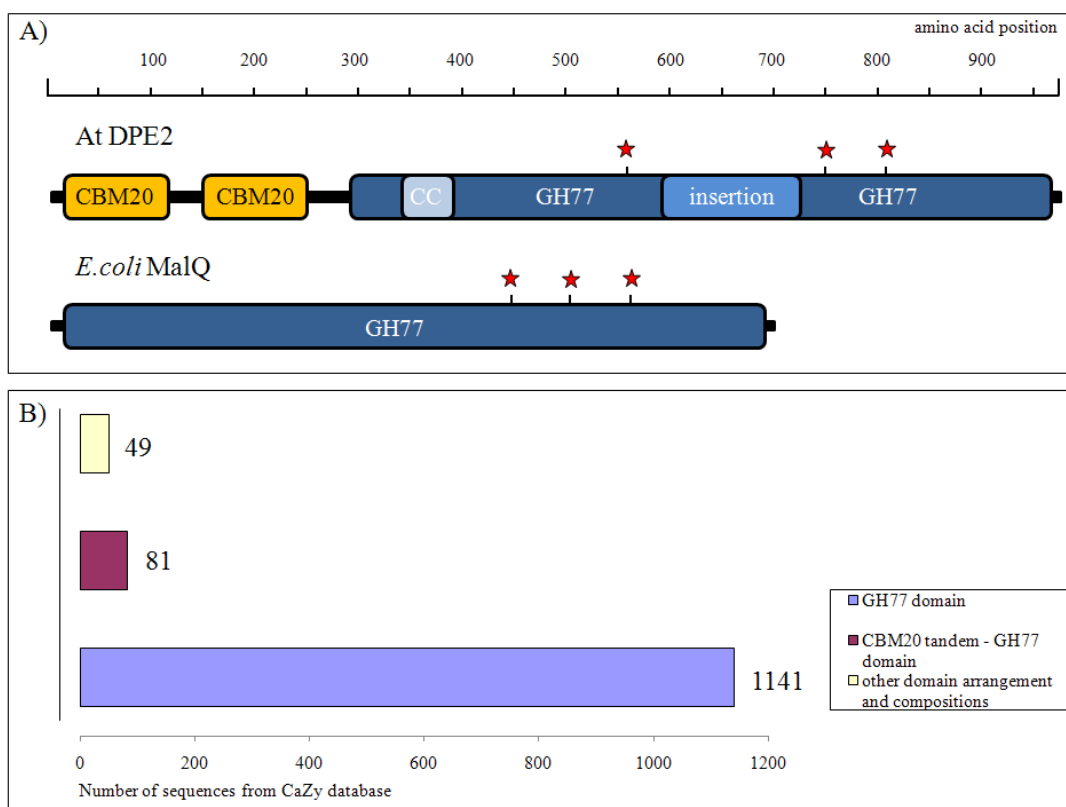 A)
amino acid position
100 200 300 400 500 600 700 800 900
At DPE2
CBM20 CBM20 CC GH77 insertion GH77
E.coli MalQ
GH77
B)
49
81
1141
GH77 domain
CBM20 tandem - GH77
domain
other domain arrangement
and compositions
0 200 400 600 800 1000 1200
Number of sequences from CaZy database